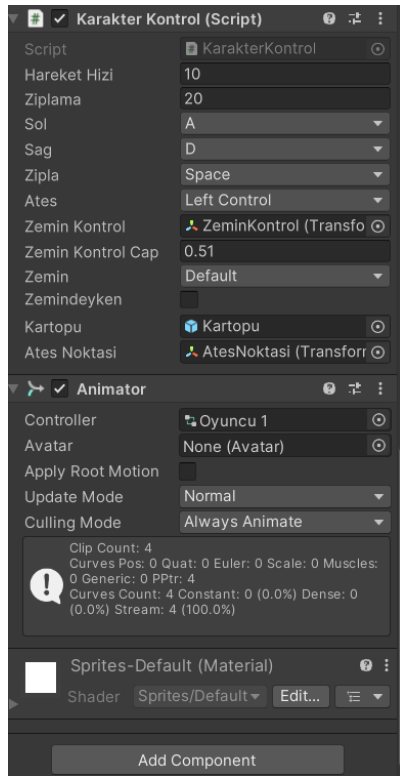 Karakter Kontrol (Script)
Script KarakterKontrol
Hareket Hizi 10
Ziplama 20
Sol A
Sag D
Zipla Space
Ates Left Control
Zemin Kontrol ZeminKontrol (Transfo
Zemin Kontrol Cap 0.51
Zemin Default
Zemindeyken
Kartopu Kartopu
Ates Noktasi AtesNoktasi (Transforr
Animator
Controller Oyuncu 1
Avatar None (Avatar)
Apply Root Motion
Update Mode Normal
Culling Mode Always Animate
Clip Count: 4
Curves Pos: 0 Quat: 0 Euler: 0 Scale: 0 Muscles:
0 Generic: 0 PPtr: 4
Curves Count: 4 Constant: 0 (0.0%) Dense: 0
(0.0%) Stream: 4 (100.0%)
Sprites-Default (Material)
Shader Sprites/Default Edit...
Add Component